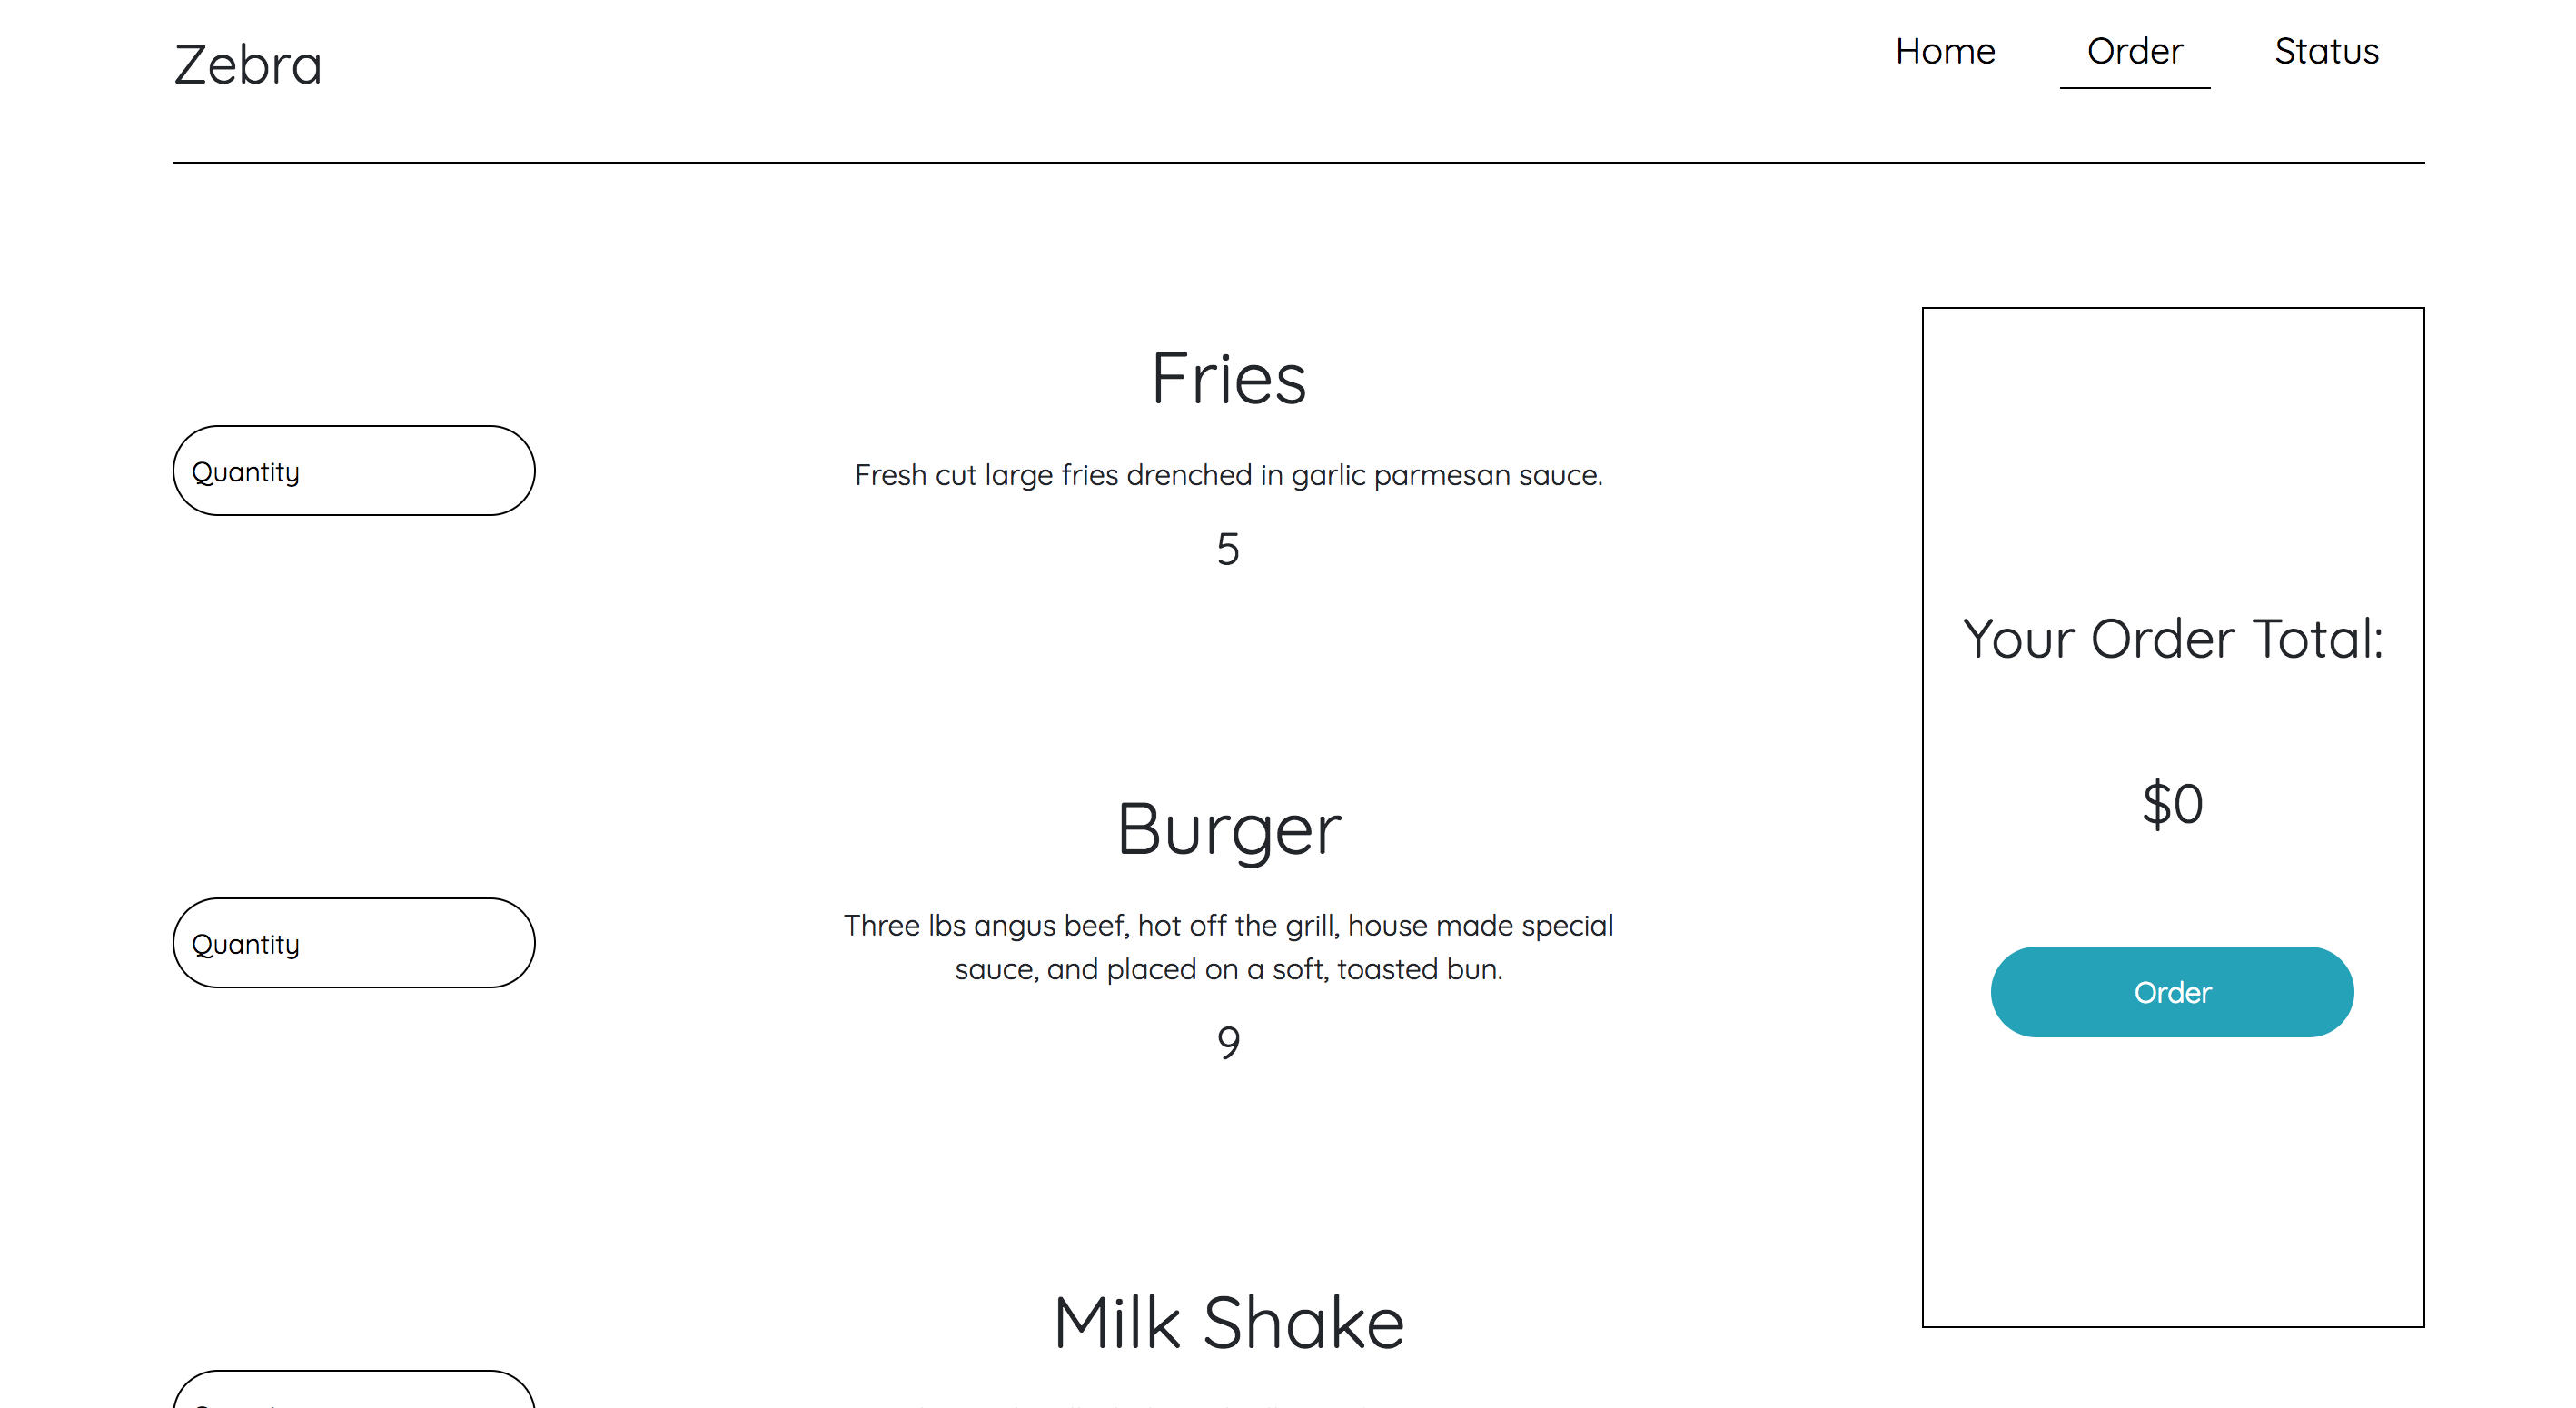 Zebra
Home
Order
Status
Fries
Quantity
Fresh cut large fries drenched in garlic parmesan sauce.
5
Your Order Total:
$0
Order
Burger
Quantity
Three lbs angus beef, hot off the grill, house made special
sauce, and placed on a soft, toasted bun.
9
Milk Shake